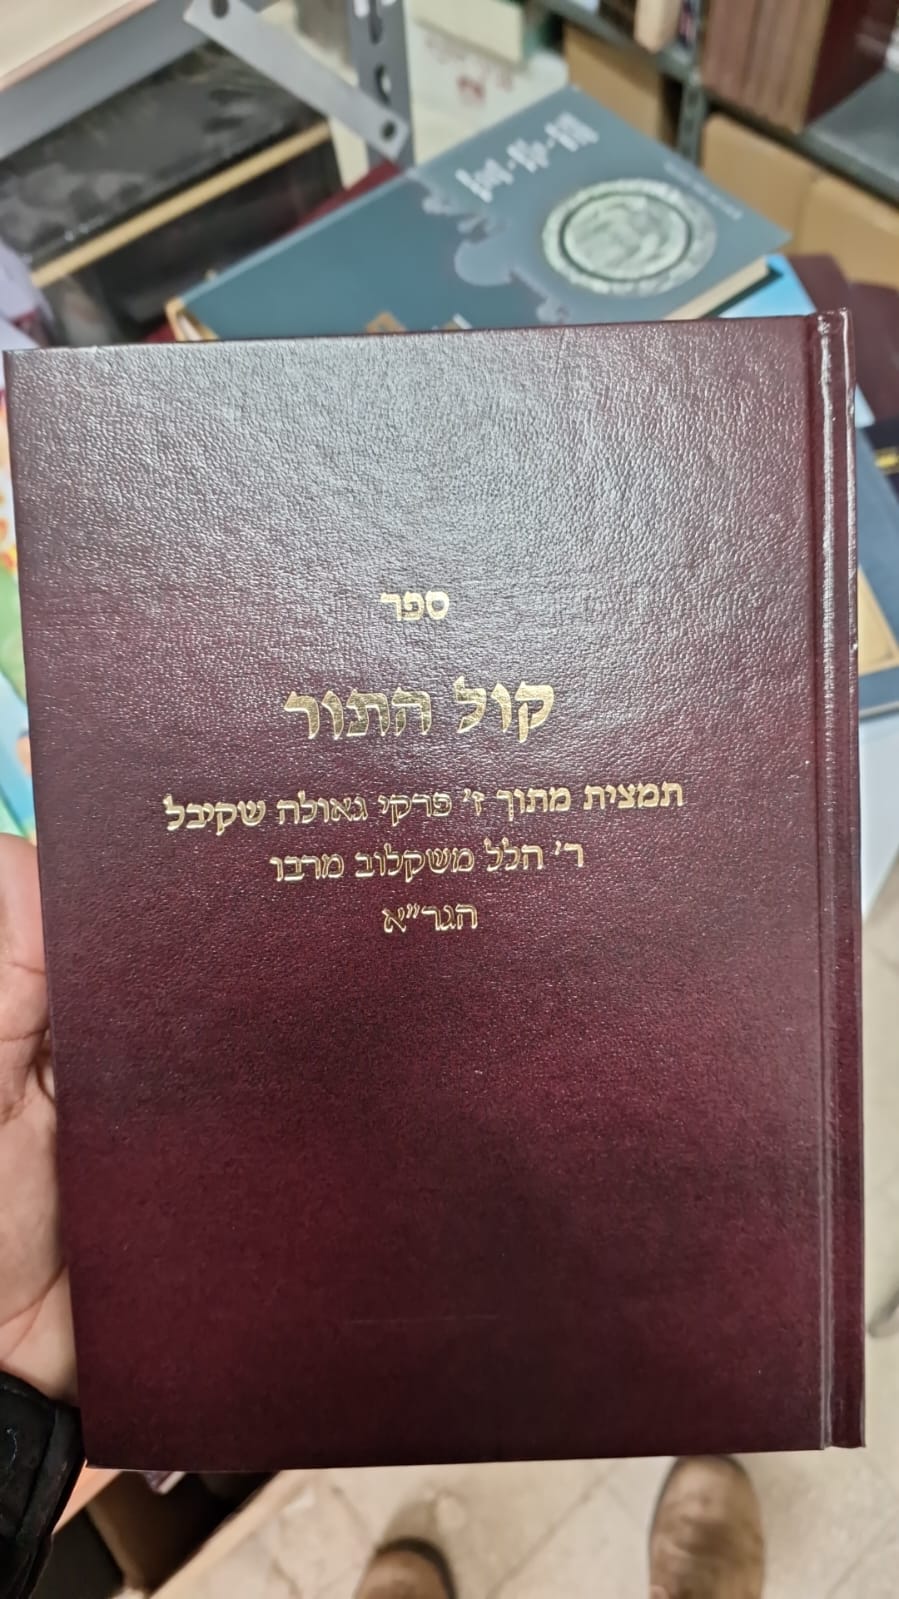 ספר
קול התור
תמצית מתוך ז' פרקי גאולה שקיבל
ר' הלל משקלוב מרבו
הגר"א